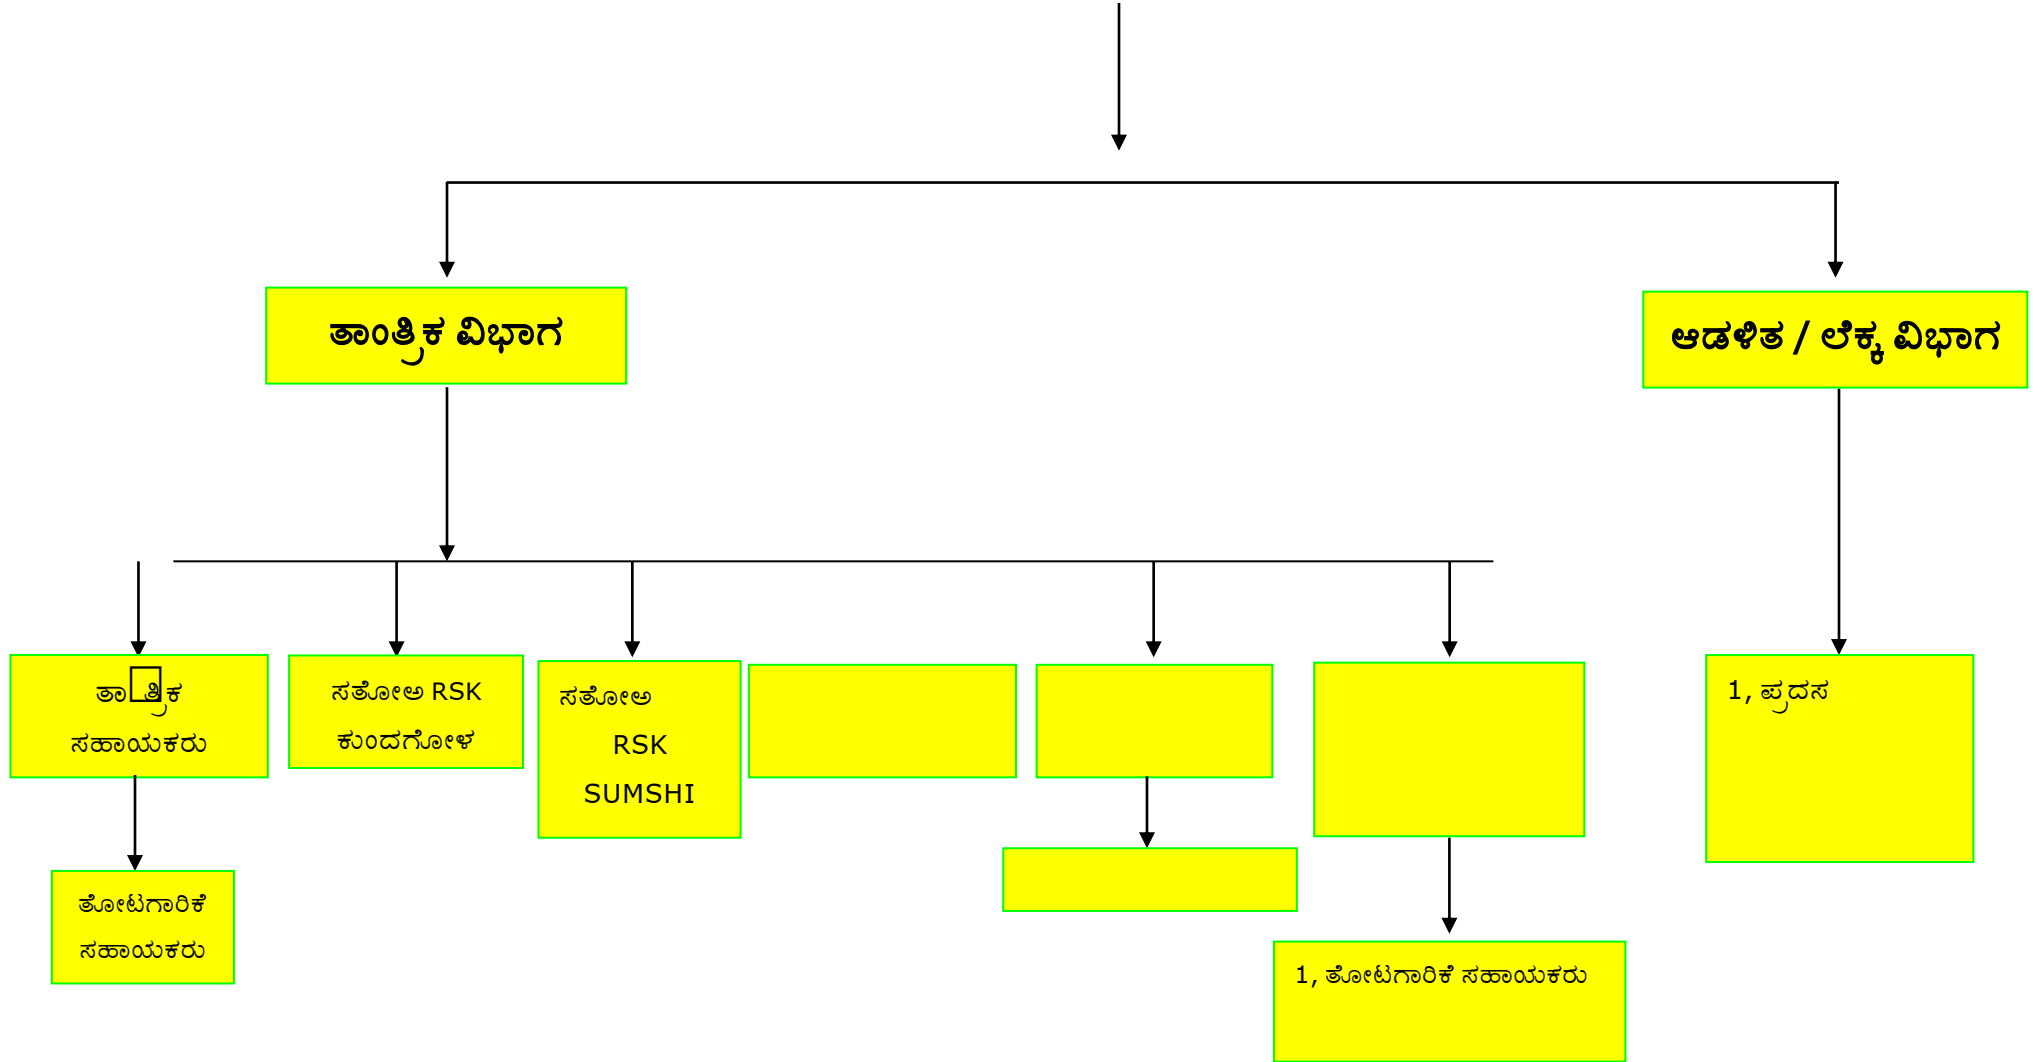 ತಾಂತ್ರಿಕ ವಿಭಾಗ
ಆಡಳಿತ / ಲೆಕ್ಕ ವಿಭಾಗ
ತಾ⎕ತ್ರಿಕ
ಸಹಾಯಕರು
ಸತೋಅ RSK
ಕುಂದಗೋಳ
ಸತೋಅ
RSK
SUMSHI
1, ಪ್ರದಸ
ತೋಟಗಾರಿಕೆ
ಸಹಾಯಕರು
1, ತೋಟಗಾರಿಕೆ ಸಹಾಯಕರು